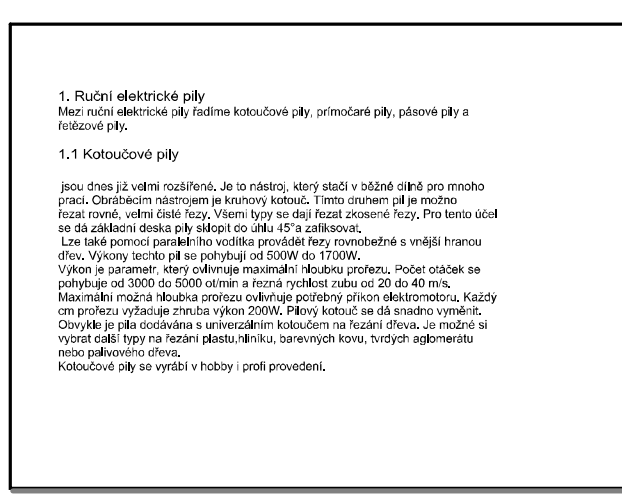 1. Ruční elektrické pily
Mezi ruční elektrické pily řadíme kotoučové pily, prímočaré pily, pásové pily a
řetězové pily.
1.1 Kotoučové pily
jsou dnes již velmi rozšířené. Je to nástroj, který stačí v běžné dílně pro mnoho
prací. Obráběcím nástrojem je kruhový kotouč. Tímto druhem pil je možno
řezat rovné, velmi čisté řezy. Všemi typy se dají řezat zkosené řezy. Pro tento účel
se dá základní deska pily sklopit do úhlu 45°a zafiksovat.
Lze také pomocí paralelního vodítka provádět řezy rovnobežné s vnější hranou
dřev. Výkony techto pil se pohybují od 500W do 1700W.
Výkon je parametr, který ovlivnuje maximální hloubku prořezu. Počet otáček se
pohybuje od 3000 do 5000 ot/min a řezná rychlost zubu od 20 do 40 m/s.
Maximální možná hloubka prořezu ovlivňuje potřebný příkon elektromotoru. Každý
cm prořezu vyžaduje zhruba výkon 200W. Pilový kotouč se dá snadno vyměnit.
Obvykle je pila dodávána s univerzálním kotoučem na řezání dřeva. Je možné si
vybrat další typy na řezání plastu,hliníku, barevných kovu, tvrdých aglomerátu
nebo palivového dřeva.
Kotoučové pily se vyrábí v hobby i profi provedení.